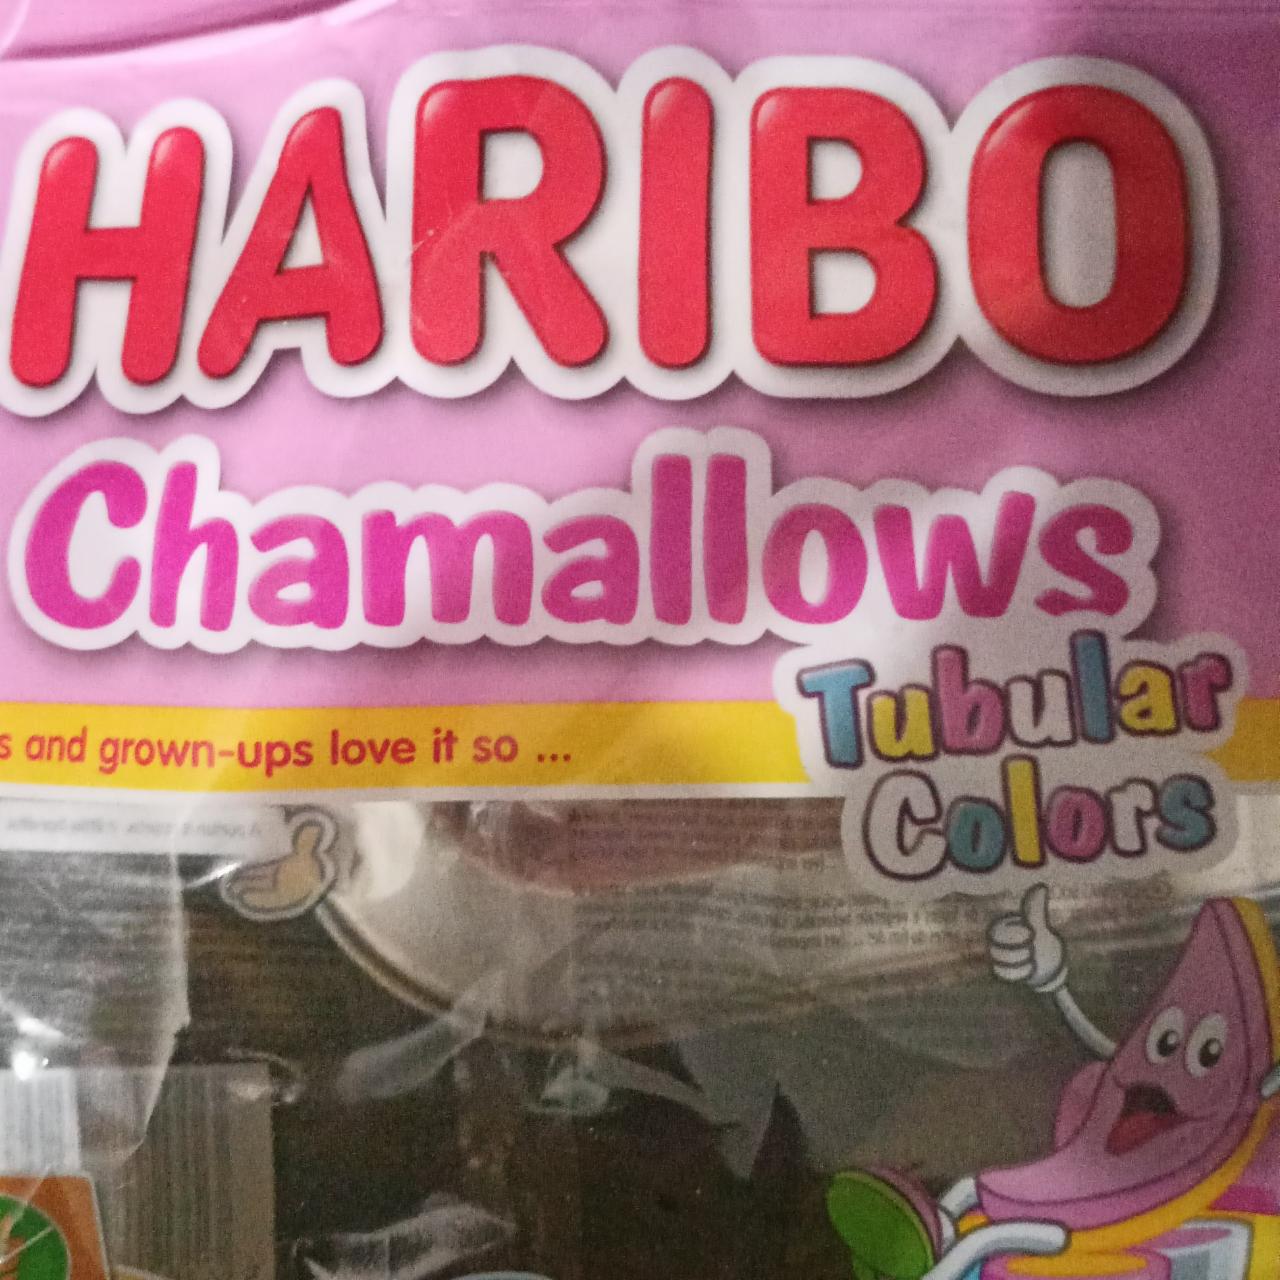 HARIBO
Chamallows
Tubular
Colors
s and grown-ups love it so ...